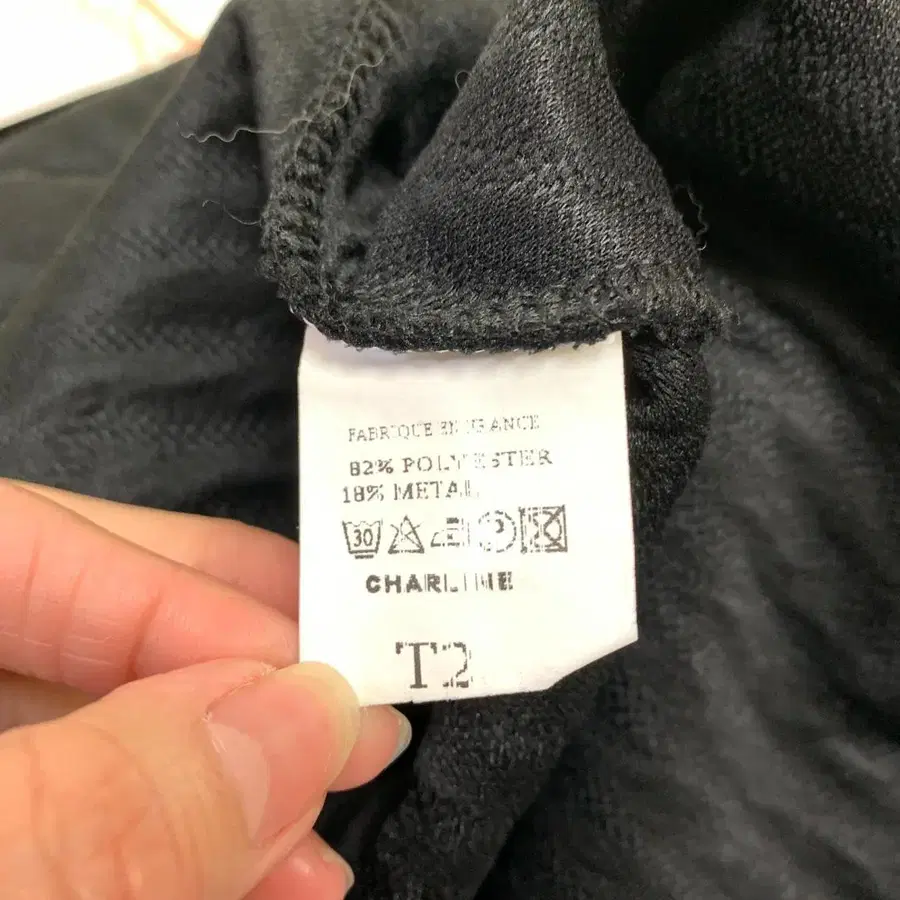 FABRIQUE EN FRANCE
82% POLYESTER
18% METAL
30 P
CHARLINE
T2